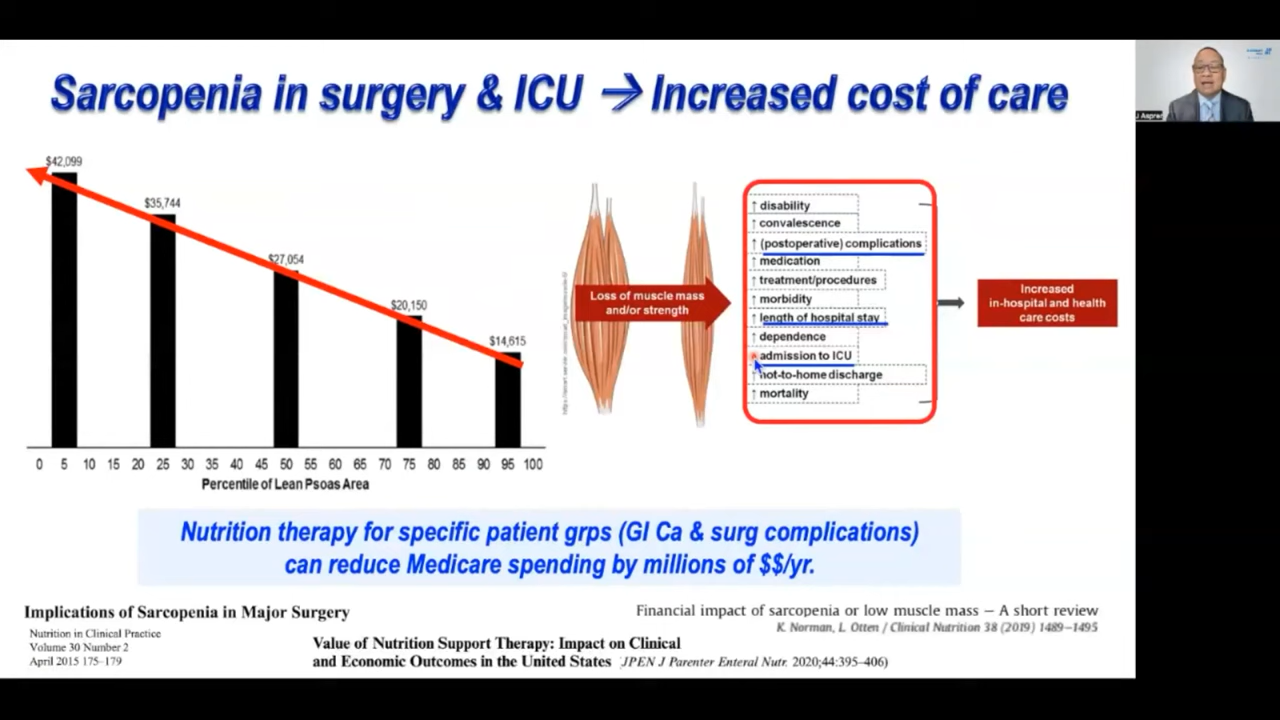 Sarcopenia in surgery & ICU → Increased cost of care
J Aspran
$42,099
$35,744
$27,054
$20,150
$14,615
0 5 10 15 20 25 30 35 40 45 50 55 60 65 70 75 80 85 90 95 100
Percentile of Lean Psoas Area
Loss of muscle mass
and/or strength
↑ disability
↑ convalescence
↑ (postoperative) complications
↑ medication
↑ treatment/procedures
↑ morbidity
↑ length of hospital stay
↑ dependence
admission to ICU
↑ not-to-home discharge
↑ mortality
Increased
in-hospital and health
care costs
Nutrition therapy for specific patient grps (GI Ca & surg complications)
can reduce Medicare spending by millions of $$/yr.
Implications of Sarcopenia in Major Surgery
Nutrition in Clinical Practice
Volume 30 Number 2
April 2015 175–179
Value of Nutrition Support Therapy: Impact on Clinical
and Economic Outcomes in the United States JPEN J Parenter Enteral Nutr. 2020;44:395–406)
Financial impact of sarcopenia or low muscle mass – A short review
K. Norman, L. Otten / Clinical Nutrition 38 (2019) 1489–1495